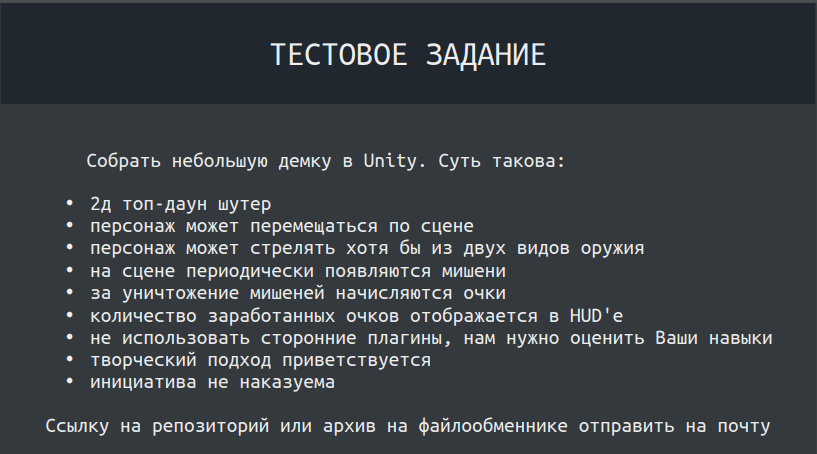 ТЕСТОВОЕ ЗАДАНИЕ
Собрать небольшую демку в Unity. Суть такова:
• 2д топ-даун шутер
• персонаж может перемещаться по сцене
• персонаж может стрелять хотя бы из двух видов оружия
• на сцене периодически появляются мишени
• за уничтожение мишеней начисляются очки
• количество заработанных очков отображается в HUD'е
• не использовать сторонние плагины, нам нужно оценить Ваши навыки
• творческий подход приветствуется
• инициатива не наказуема
Ссылку на репозиторий или архив на файлообменнике отправить на почту